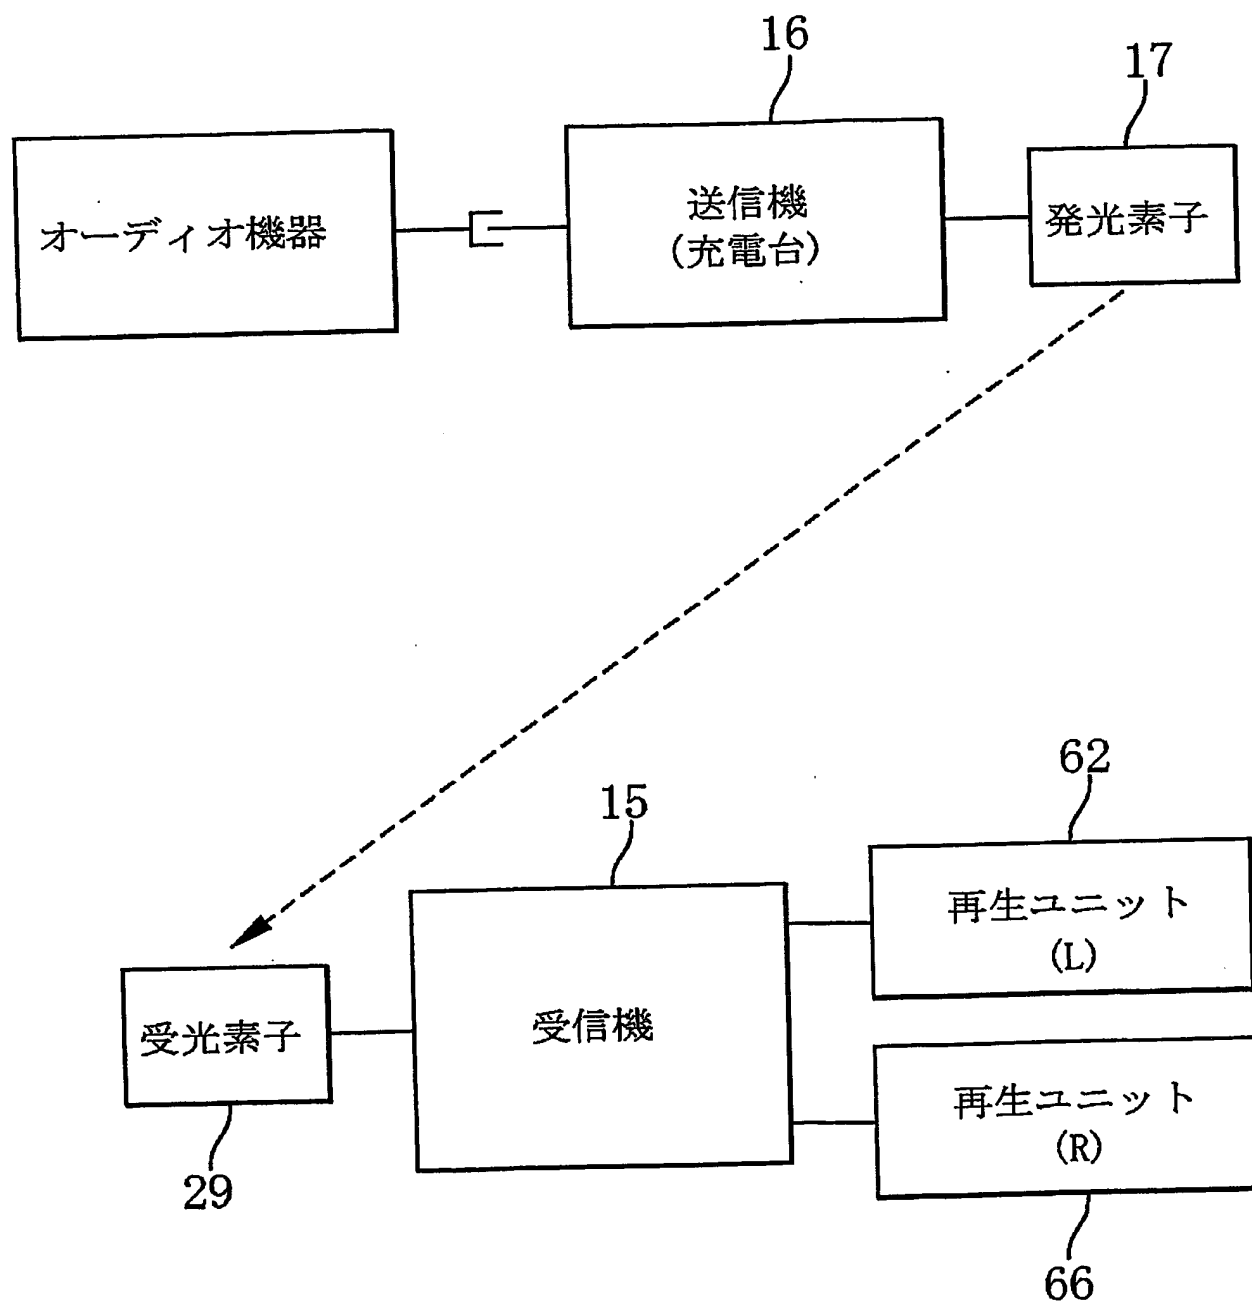 16
17
オーディオ機器
送信機
(充電台)
発光素子
15
62
再生ユニット
(L)
受光素子
受信機
再生ユニット
(R)
29
66